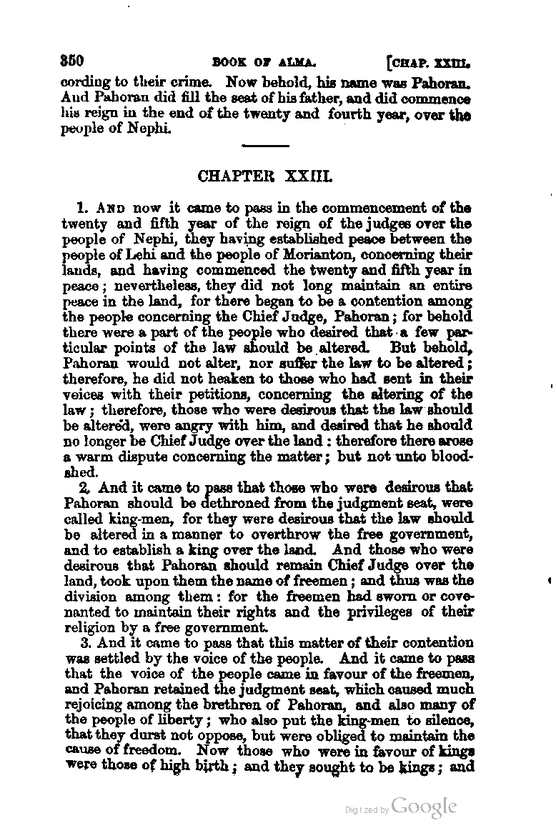 350 BOOK OF ALMA. [CHAP. XXIII.
cording to their crime. Now behold, his name was Pahoran.
And Pahoran did fill the seat of his father, and did commence
his reign in the end of the twenty and fourth year, over the
people of Nephi.
CHAPTER XXIII.
1. AND now it came to pass in the commencement of the
twenty and fifth year of the reign of the judges over the
people of Nephi, they having established peace between the
people of Lehi and the people of Morianton, concerning their
lands, and having commenced the twenty and fifth year in
peace; nevertheless, they did not long maintain an entire
peace in the land, for there began to be a contention among
the people concerning the Chief Judge, Pahoran; for behold
there were a part of the people who desired that a few par-
ticular points of the law should be altered. But behold,
Pahoran would not alter, nor suffer the law to be altered;
therefore, he did not heaken to those who had sent in their
voices with their petitions, concerning the altering of the
law; therefore, those who were desirous that the law should
be altered, were angry with him, and desired that he should
no longer be Chief Judge over the land: therefore there arose
a warm dispute concerning the matter; but not unto blood-
shed.
2. And it came to pass that those who were desirous that
Pahoran should be dethroned from the judgment seat, were
called king-men, for they were desirous that the law should
be altered in a manner to overthrow the free government,
and to establish a king over the land. And those who were
desirous that Pahoran should remain Chief Judge over the
land, took upon them the name of freemen; and thus was the
division among them: for the freemen had sworn or cove-
nanted to maintain their rights and the privileges of their
religion by a free government.
3. And it came to pass that this matter of their contention
was settled by the voice of the people. And it came to pass
that the voice of the people came in favour of the freemen,
and Pahoran retained the judgment seat, which caused much
rejoicing among the brethren of Pahoran, and also many of
the people of liberty; who also put the king-men to silence,
that they durst not oppose, but were obliged to maintain the
cause of freedom. Now those who were in favour of kings
were those of high birth; and they sought to be kings; and
Digitized by Google